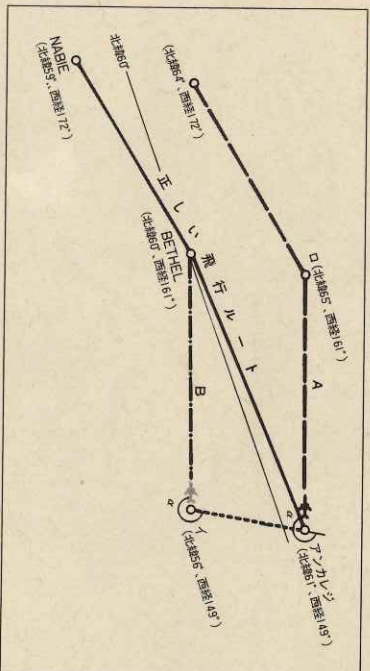 NABIE
(北緯59°、西経172°)
北緯60°
(北緯64°、西経172°)
正しい飛行ルート
BETHEL
(北緯60°、西経161°)
ロ(北緯65°、西経161°)
A
B
α
イ
(北緯56°、西経149°)
α
アンカレジ
(北緯61°、西経149°)